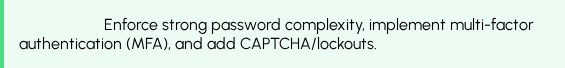 Enforce strong password complexity, implement multi-factor
authentication (MFA), and add CAPTCHA/lockouts.